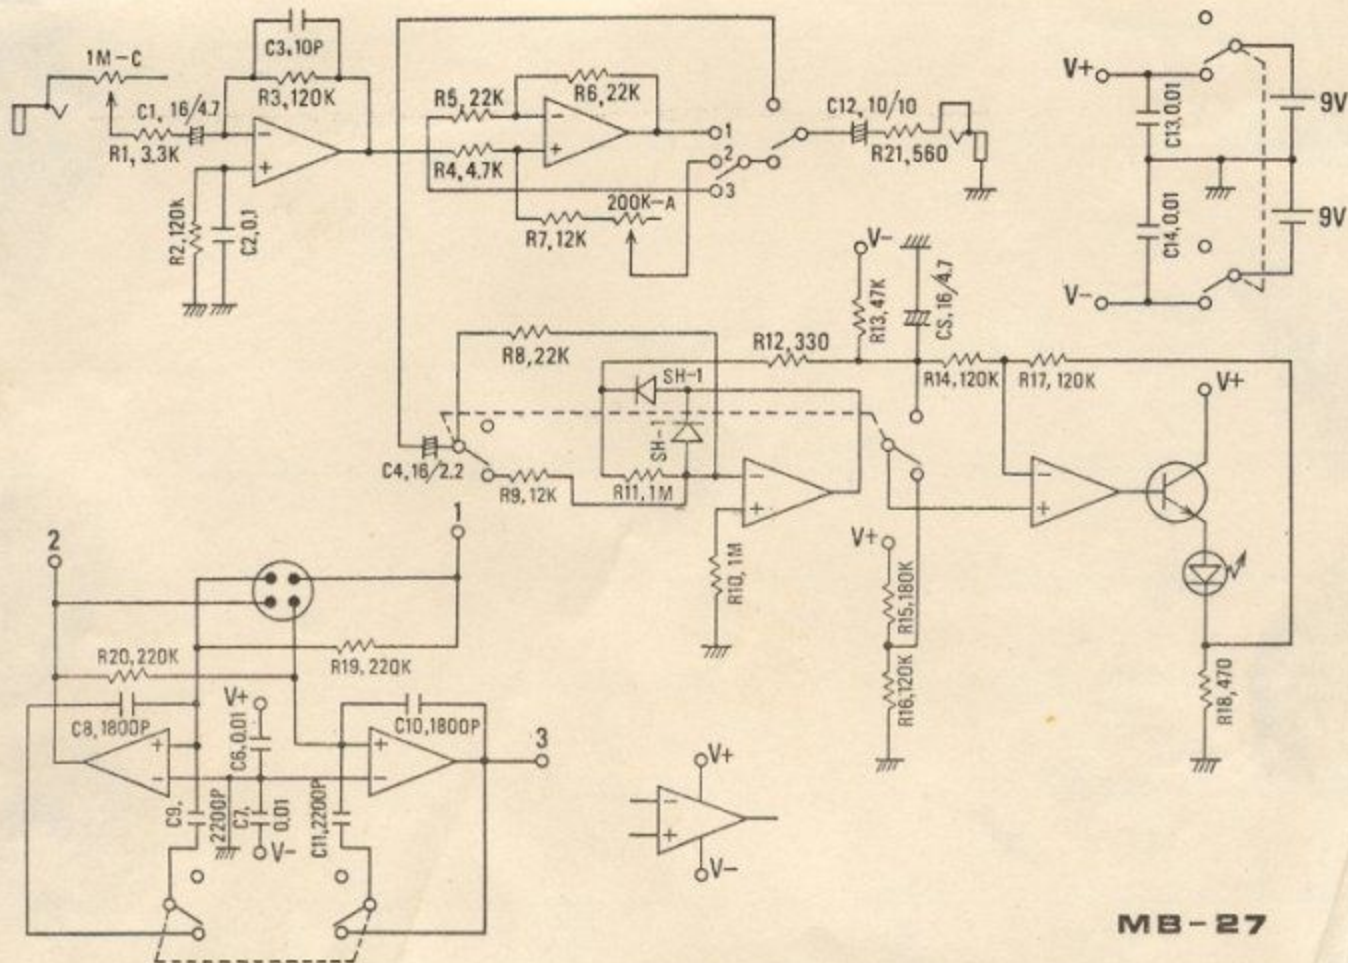 C3,10P
1M-C
R3,120K
C1, 16/4.7
R1, 3.3K
R2,120K
C2,0.1
R5, 22K
R6,22K
R4,4.7K
R7,12K
200K-A
1
2
3
C12,10/10
R21,560
V+
V-
C13,0.01
C14,0.01
9V
9V
V-
R13,47K
CS,16/4.7
R12,330
R8,22K
SH-1
SH-1
R14,120K
R17,120K
V+
C4,16/2.2
R9,12K
R11,1M
R10,1M
V+
R15,180K
R16,120K
R18,470
2
1
R20,220K
R19,220K
C8,1800P
V+
C6,0.01
C10,1800P
3
C9,
2200P
C7,
0.01
C11,2200P
V-
V+
V-
-
+
-
+
-
+
-
+
+
-
+
-
-
+
MB-27